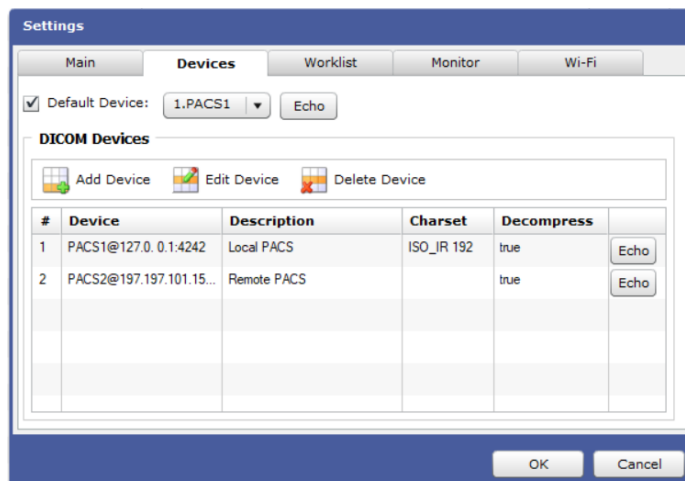 Settings
Main Devices Worklist Monitor Wi-Fi
Default Device: 1.PACS1 Echo
DICOM Devices
Add Device Edit Device Delete Device
# Device Description Charset Decompress
1 PACS1@127.0. 0.1:4242 Local PACS ISO_IR 192 true Echo
2 PACS2@197.197.101.15... Remote PACS true Echo
OK Cancel